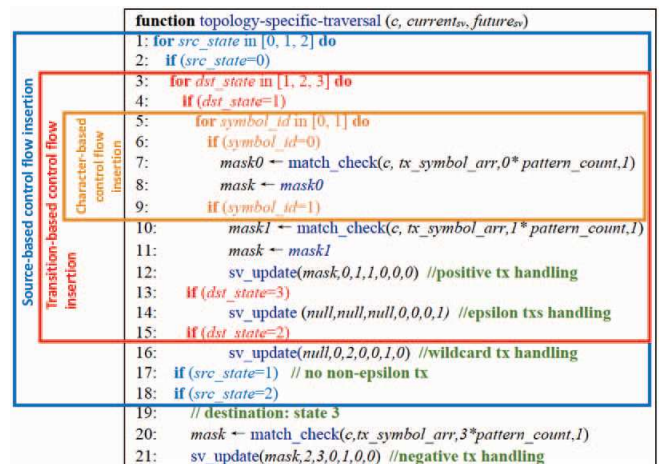 function topology-specific-traversal (c, current_sv, future_sv)
1: for src_state in [0, 1, 2] do
2: if (src_state=0)
3: for dst_state in [1, 2, 3] do
4: if (dst_state=1)
5: for symbol_id in [0, 1] do
6: if (symbol_id=0)
7: mask0 ← match_check(c, tx_symbol_arr,0* pattern_count,1)
8: mask ← mask0
9: if (symbol_id=1)
10: mask1 ← match_check(c, tx_symbol_arr,1* pattern_count,1)
11: mask ← mask1
12: sv_update(mask,0,1,1,0,0,0) //positive tx handling
13: if (dst_state=3)
14: sv_update (null,null,null,0,0,0,1) //epsilon txs handling
15: if (dst_state=2)
16: sv_update(null,0,2,0,0,1,0) //wildcard tx handling
17: if (src_state=1) // no non-epsilon tx
18: if (src_state=2)
19: // destination: state 3
20: mask ← match_check(c,tx_symbol_arr,3*pattern_count,1)
21: sv_update(mask,2,3,0,1,0,0) //negative tx handling
Source-based control flow insertion
Transition-based control flow
insertion
Character-based
control flow
insertion